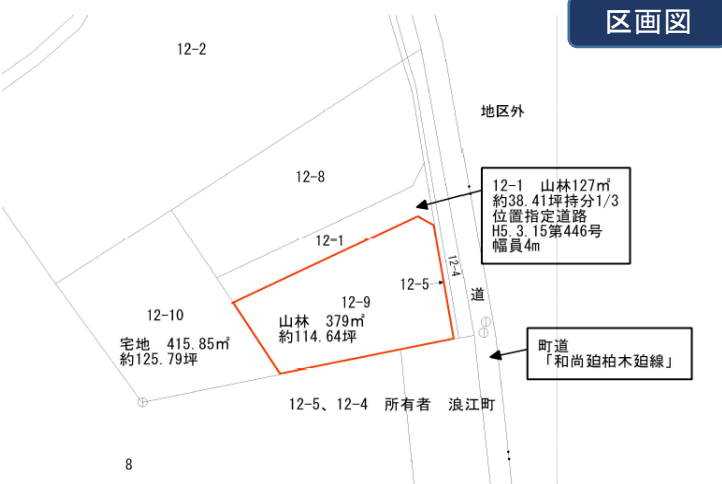 区画図
12-2
地区外
12-8
12-1　山林127㎡
約38.41坪持分1/3
位置指定道路
H5.3.15第446号
幅員4m
12-1
12-4
12-5
道
12-9
山林　379㎡
約114.64坪
12-10
宅地　415.85㎡
約125.79坪
町道
「和尚廹柏木廹線」
12-5、12-4　所有者　浪江町
8